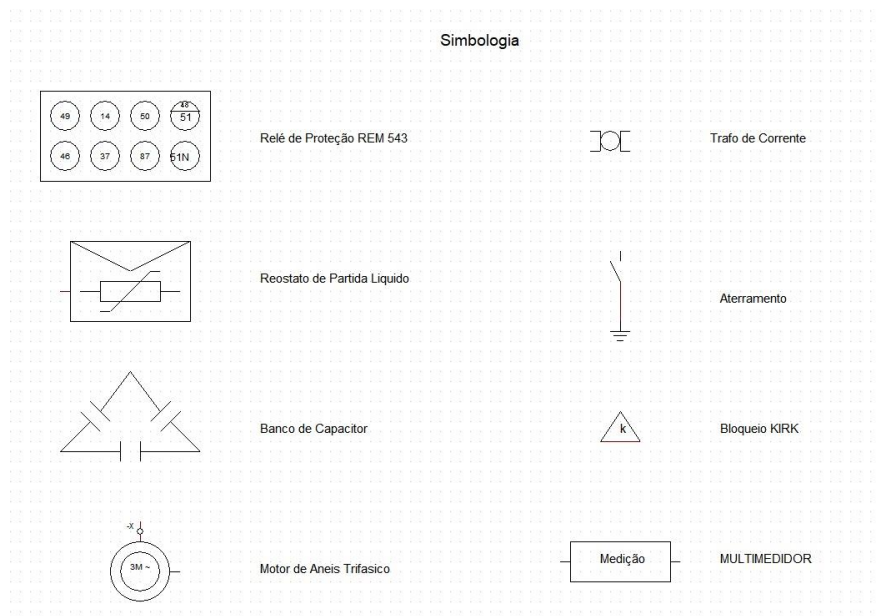 Simbologia
49 14 50 48
51
46 37 87 51N
Relé de Proteção REM 543
Trafo de Corrente
Reostato de Partida Liquido
Aterramento
Banco de Capacitor
k
Bloqueio KIRK
-X
3M ~
Motor de Aneis Trifasico
Medição
MULTIMEDIDOR